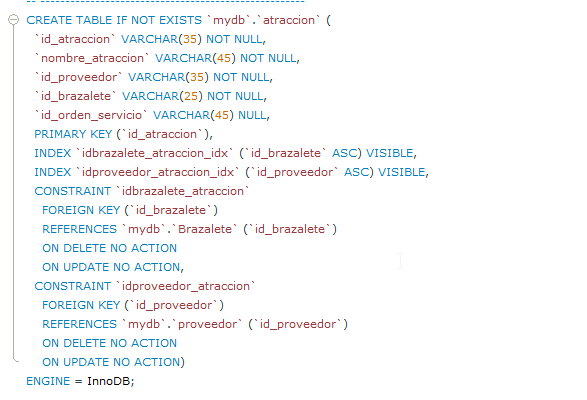 -- -----------------------------------------------------
CREATE TABLE IF NOT EXISTS `mydb`.`atraccion` (
`id_atraccion` VARCHAR(35) NOT NULL,
`nombre_atraccion` VARCHAR(45) NOT NULL,
`id_proveedor` VARCHAR(35) NOT NULL,
`id_brazalete` VARCHAR(25) NOT NULL,
`id_orden_servicio` VARCHAR(45) NULL,
PRIMARY KEY (`id_atraccion`),
INDEX `idbrazalete_atraccion_idx` (`id_brazalete` ASC) VISIBLE,
INDEX `idproveedor_atraccion_idx` (`id_proveedor` ASC) VISIBLE,
CONSTRAINT `idbrazalete_atraccion`
FOREIGN KEY (`id_brazalete`)
REFERENCES `mydb`.`Brazalete` (`id_brazalete`)
ON DELETE NO ACTION
ON UPDATE NO ACTION,
CONSTRAINT `idproveedor_atraccion`
FOREIGN KEY (`id_proveedor`)
REFERENCES `mydb`.`proveedor` (`id_proveedor`)
ON DELETE NO ACTION
ON UPDATE NO ACTION)
ENGINE = InnoDB;